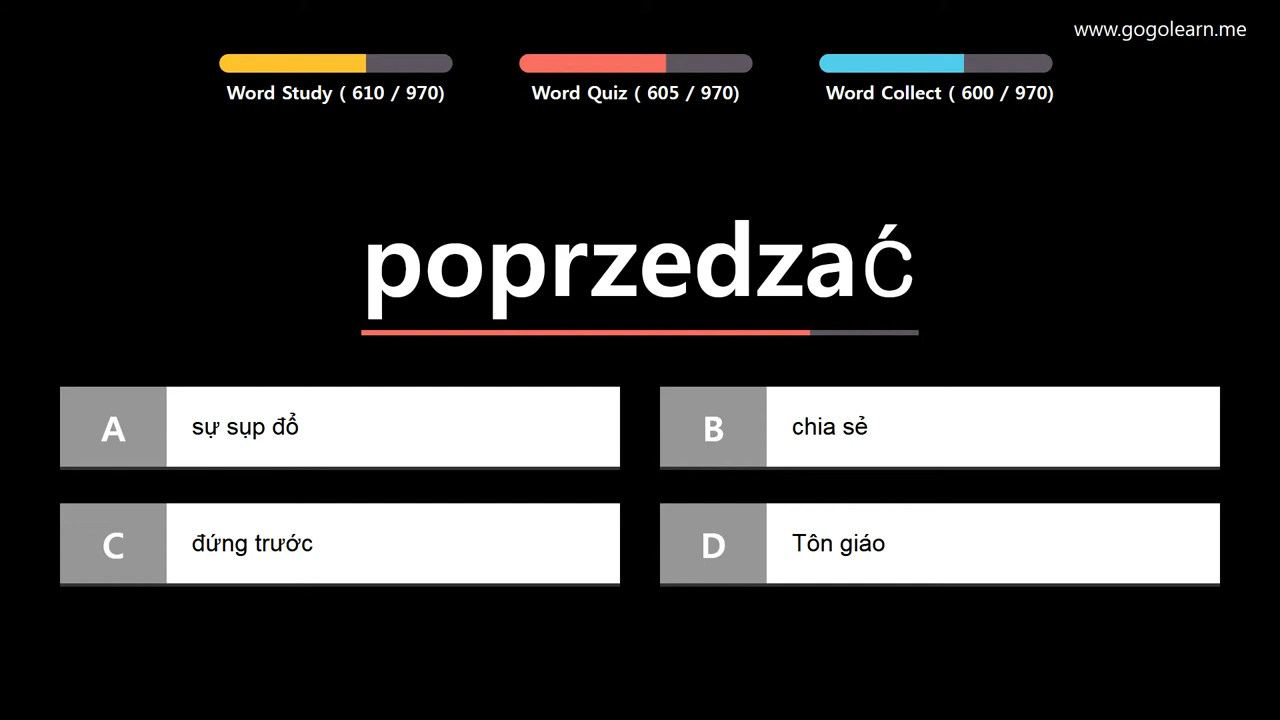 www.gogolearn.me
Word Study ( 610 / 970)
Word Quiz ( 605 / 970)
Word Collect ( 600 / 970)
poprzedzać
A
sự sụp đổ
B
chia sẻ
C
đứng trước
D
Tôn giáo